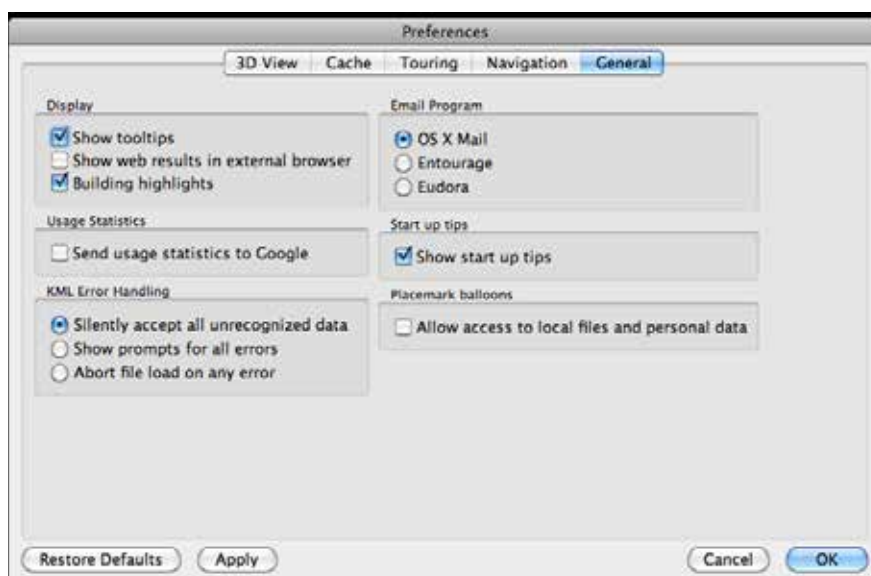 Preferences
3D View Cache Touring Navigation General
Display
Show tooltips
Show web results in external browser
Building highlights
Usage Statistics
Send usage statistics to Google
KML Error Handling
Silently accept all unrecognized data
Show prompts for all errors
Abort file load on any error
Email Program
OS X Mail
Entourage
Eudora
Start up tips
Show start up tips
Placemark balloons
Allow access to local files and personal data
Restore Defaults Apply Cancel OK